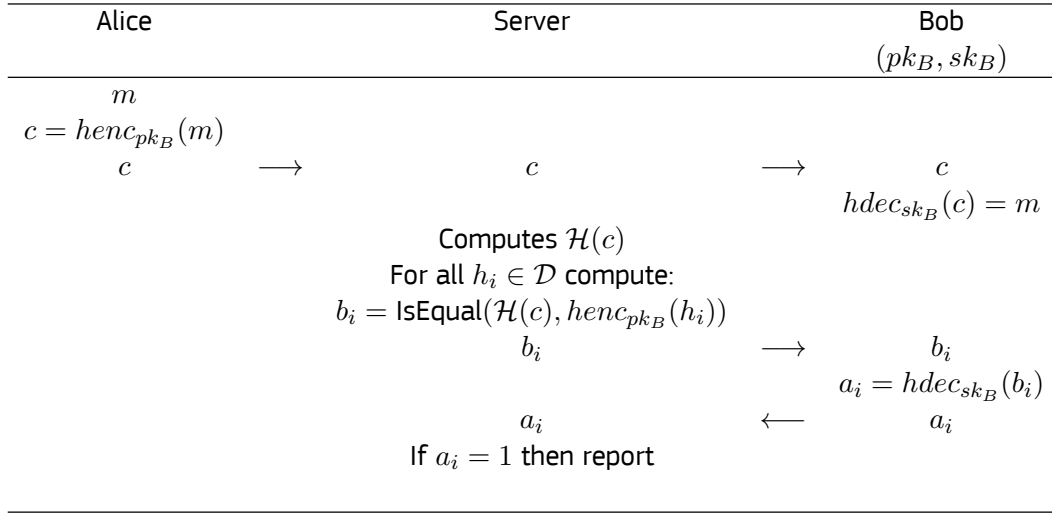 Alice Server Bob
(pk_B, sk_B)
m
c = henc_{pk_B}(m)
c ⟶ c ⟶ c
hdec_{sk_B}(c) = m
Computes ℋ(c)
For all h_i ∈ 𝒟 compute:
b_i = IsEqual(ℋ(c), henc_{pk_B}(h_i))
b_i ⟶ b_i
a_i = hdec_{sk_B}(b_i)
a_i ⟵ a_i
If a_i = 1 then report